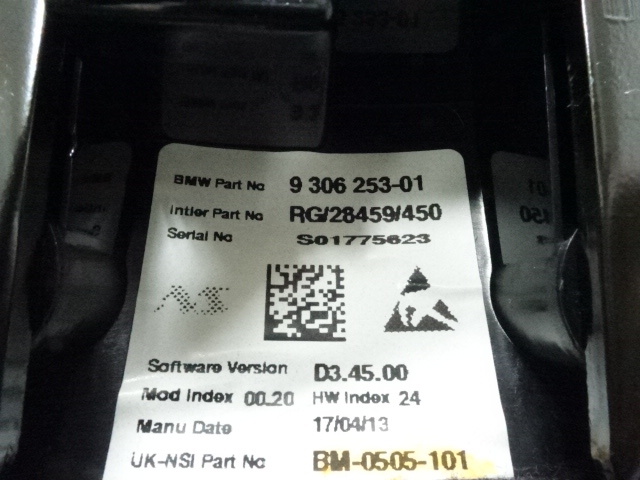 BMW Part No 9 306 253-01
Intier Part No RG/28459/450
Serial No S01775623
NS
Software Version D3.45.00
Mod Index 00.20 HW Index 24
Manu Date 17/04/13
UK-NSI Part No BM-0505-101